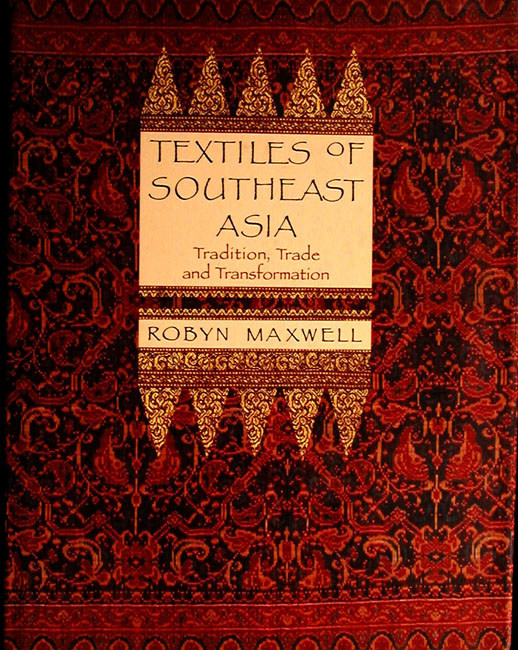 TEXTILES OF
SOUTHEAST
ASIA
Tradition, Trade
and Transformation
ROBYN MAXWELL